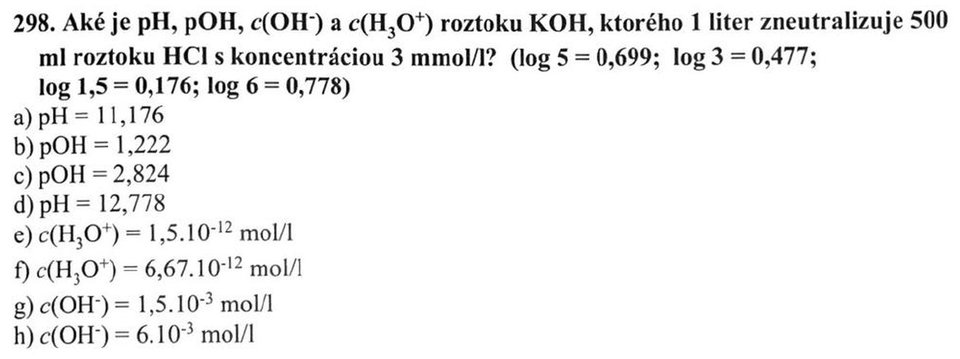 298. Aké je pH, pOH, c(OH⁻) a c(H₃O⁺) roztoku KOH, ktorého 1 liter zneutralizuje 500
ml roztoku HCl s koncentráciou 3 mmol/l? (log 5 = 0,699; log 3 = 0,477;
log 1,5 = 0,176; log 6 = 0,778)
a) pH = 11,176
b) pOH = 1,222
c) pOH = 2,824
d) pH = 12,778
e) c(H₃O⁺) = 1,5.10⁻¹² mol/l
f) c(H₃O⁺) = 6,67.10⁻¹² mol/l
g) c(OH⁻) = 1,5.10⁻³ mol/l
h) c(OH⁻) = 6.10⁻³ mol/l